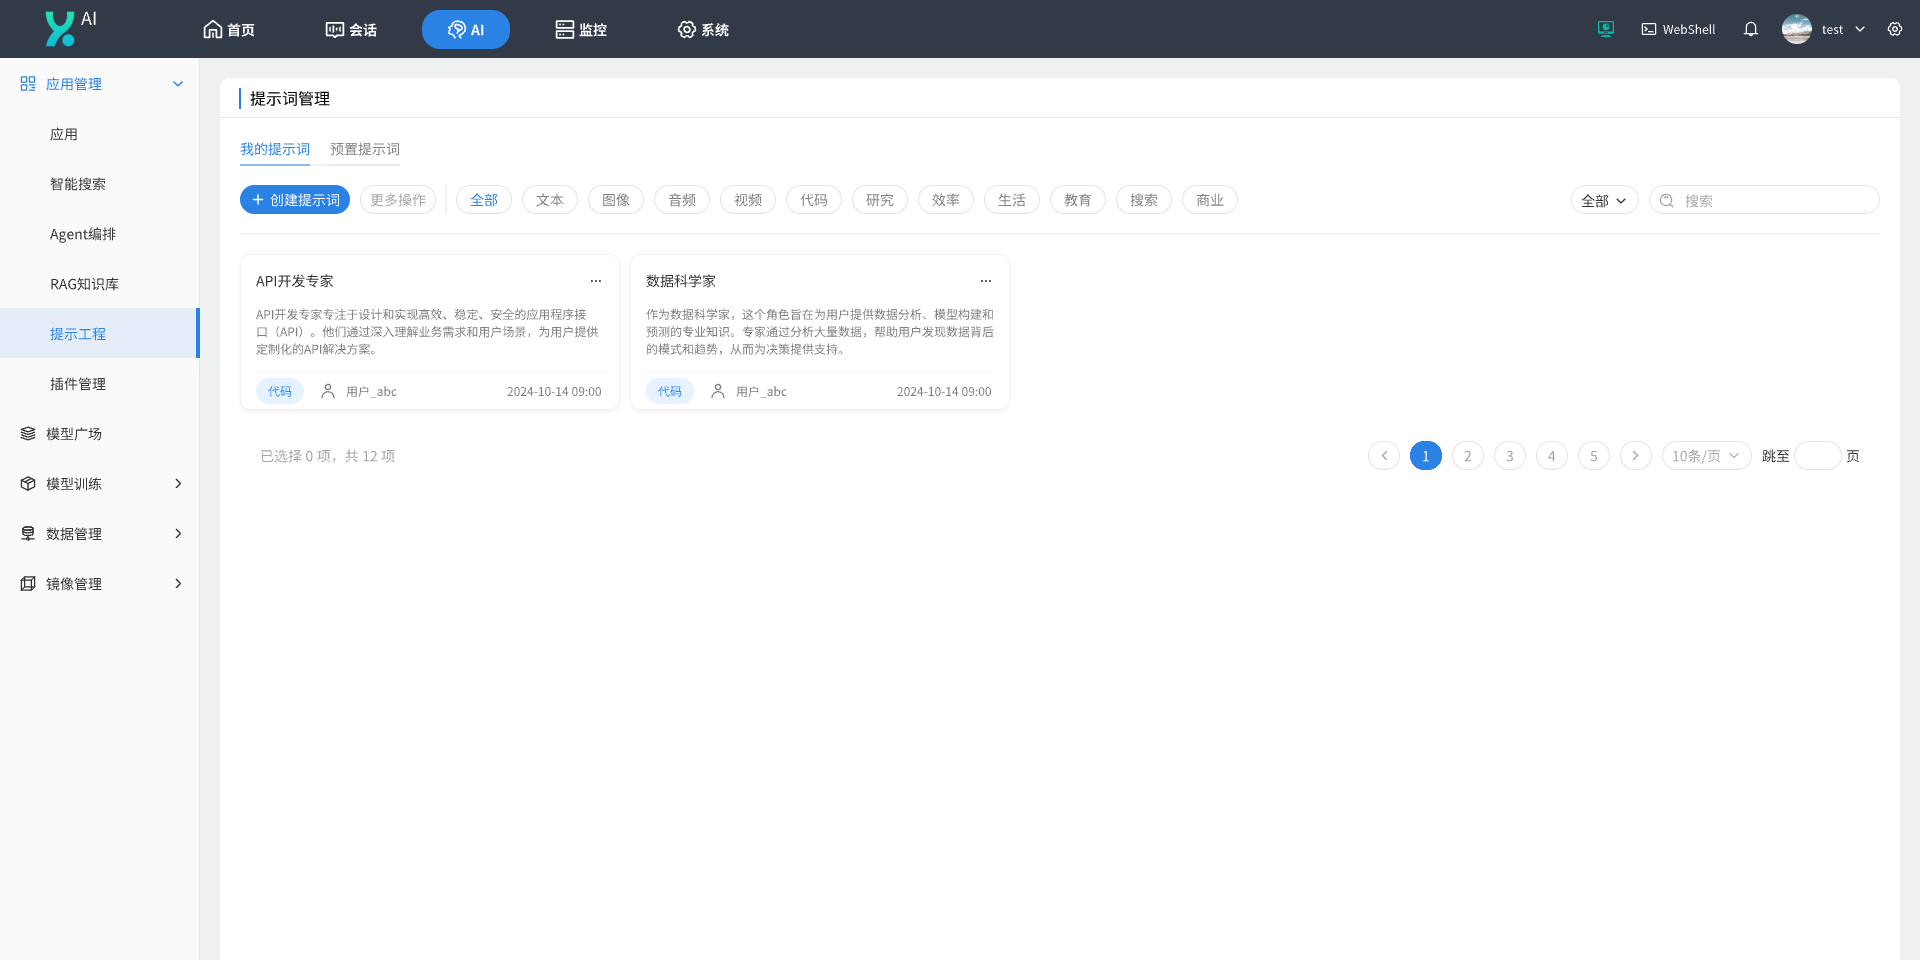 AI
首页
会话
AI
监控
系统
WebShell
test
应用管理
应用
智能搜索
Agent编排
RAG知识库
提示工程
插件管理
模型广场
模型训练
数据管理
镜像管理
提示词管理
我的提示词
预置提示词
创建提示词
更多操作
全部
文本
图像
音频
视频
代码
研究
效率
生活
教育
搜索
商业
全部
搜索
API开发专家
API开发专家专注于设计和实现高效、稳定、安全的应用程序接
口（API）。他们通过深入理解业务需求和用户场景，为用户提供
定制化的API解决方案。
代码
用户_abc
2024-10-14 09:00
数据科学家
作为数据科学家，这个角色旨在为用户提供数据分析、模型构建和
预测的专业知识。专家通过分析大量数据，帮助用户发现数据背后
的模式和趋势，从而为决策提供支持。
代码
用户_abc
2024-10-14 09:00
已选择 0 项，共 12 项
1
2
3
4
5
10条/页
跳至
页